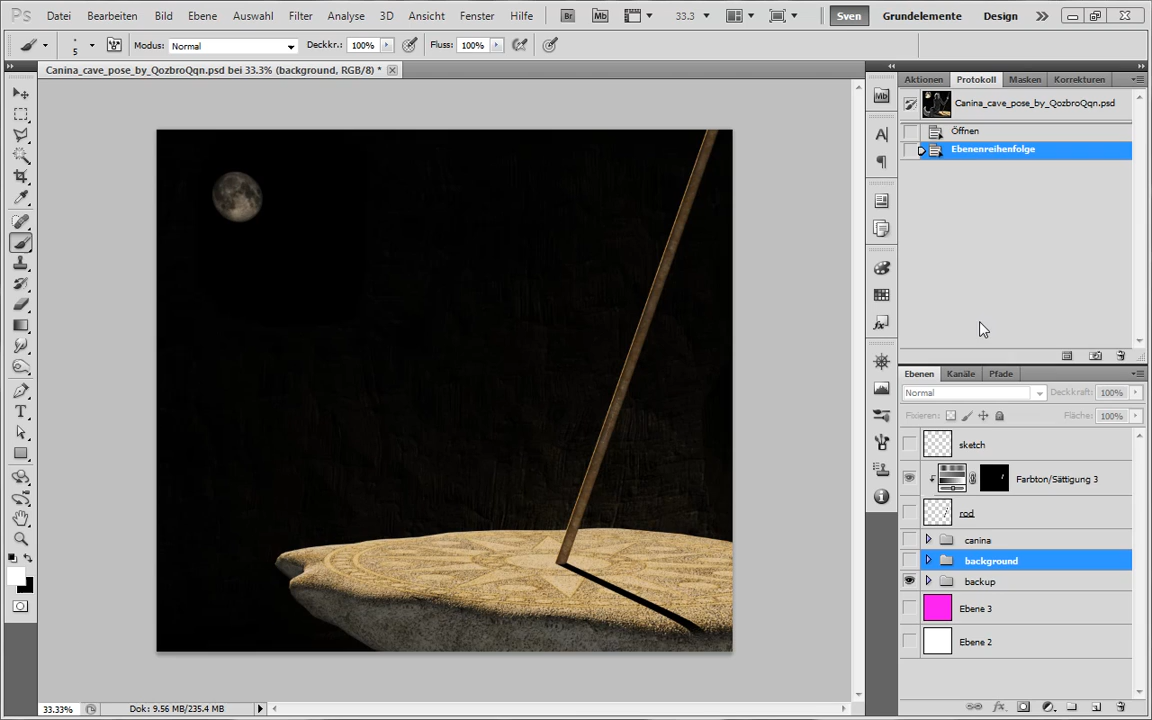 Ps Datei Bearbeiten Bild Ebene Auswahl Filter Analyse 3D Ansicht Fenster Hilfe Br Mb 33.3 Sven Grundelemente Design
5 Modus: Normal Deckkr.: 100% Fluss: 100%
Canina_cave_pose_by_QozbroQqn.psd bei 33.3% (background, RGB/8) *
Aktionen Protokoll Masken Korrekturen
Mb
Canina_cave_pose_by_QozbroQqn.psd
Öffnen
Ebenenreihenfolge
Ebenen Kanäle Pfade
Normal Deckkraft: 100%
Fixieren: Fläche: 100%
sketch
Farbton/Sättigung 3
rod
canina
background
backup
Ebene 3
Ebene 2
33.33% Dok: 9.56 MB/235.4 MB